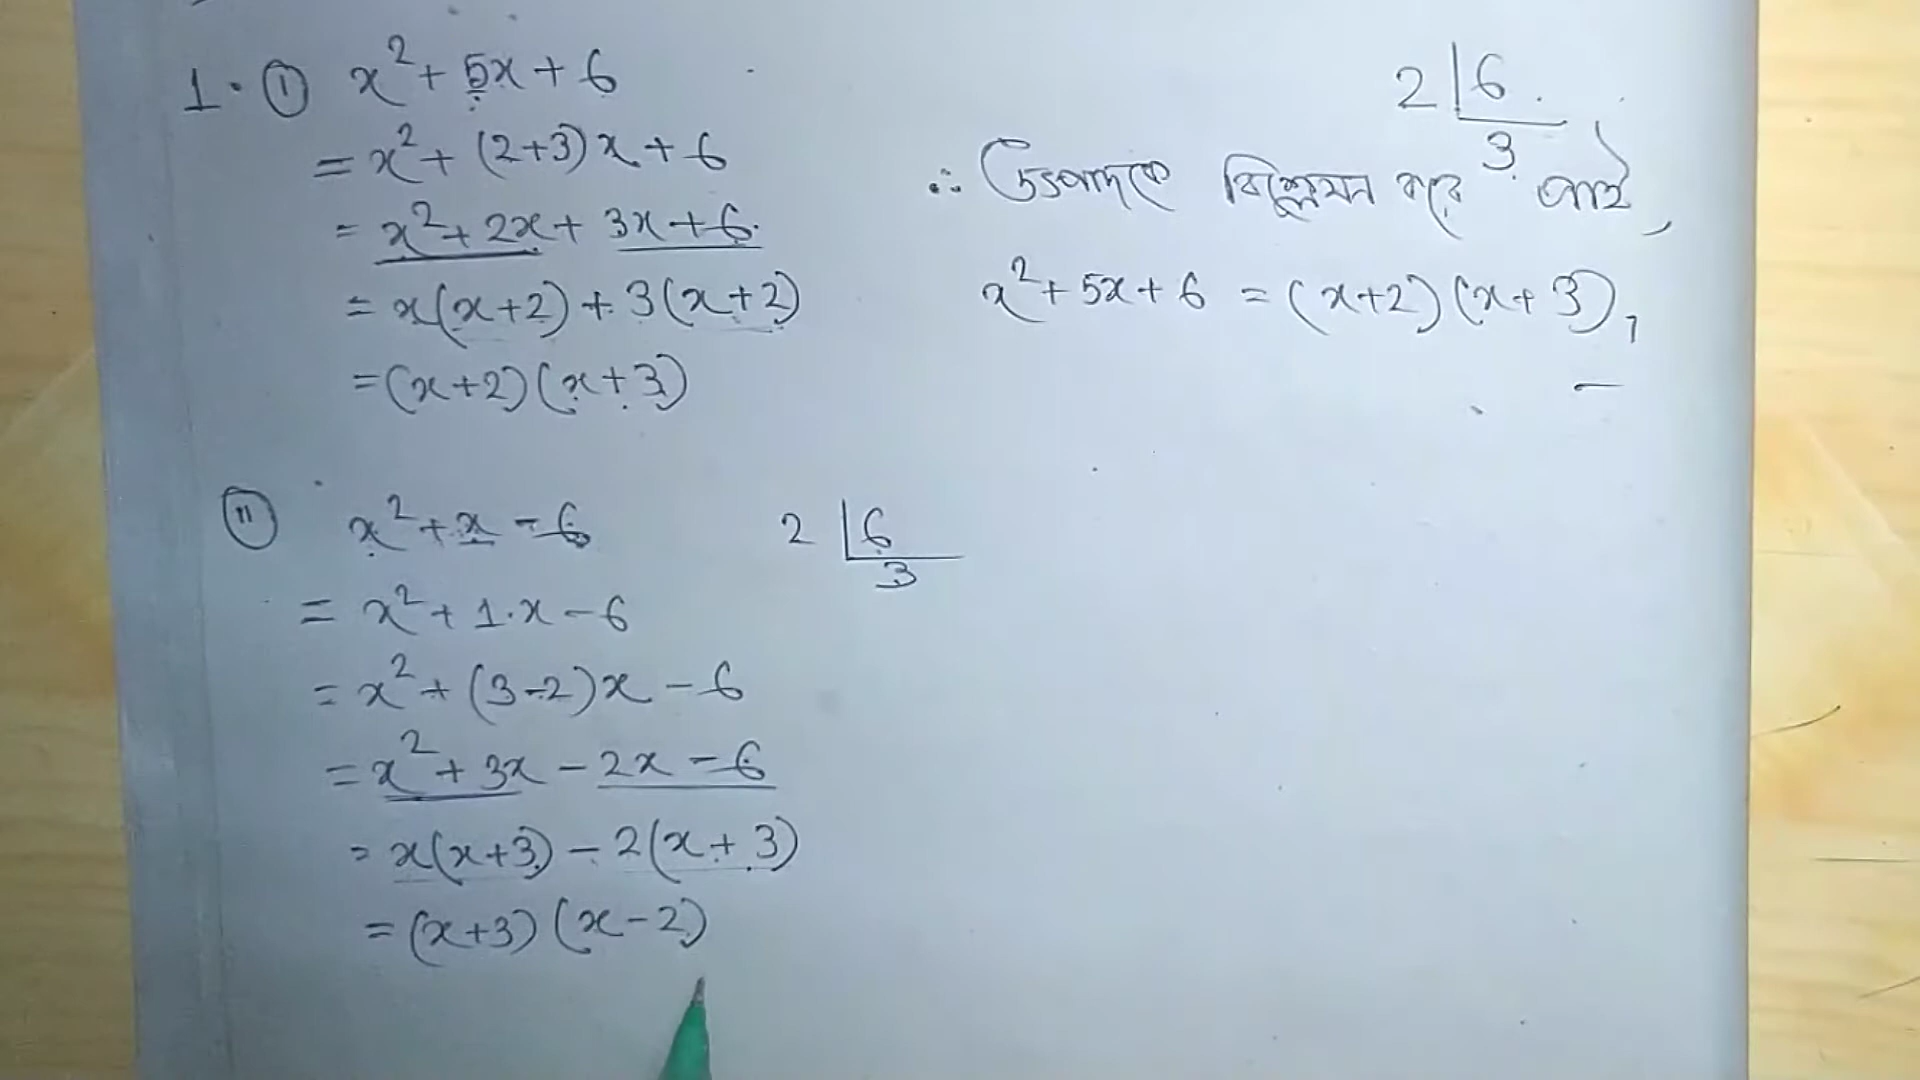 1. (i) x² + 5x + 6
= x² + (2+3)x + 6
= x² + 2x + 3x + 6
= x(x+2) + 3(x+2)
= (x+2)(x+3)
2 | 6
3
∴ উৎপাদকে বিশ্লেষন করে পাই,
x² + 5x + 6 = (x+2)(x+3),
(ii) x² + x - 6
2 | 6
3
= x² + 1.x - 6
= x² + (3-2)x - 6
= x² + 3x - 2x - 6
= x(x+3) - 2(x+3)
= (x+3)(x-2)